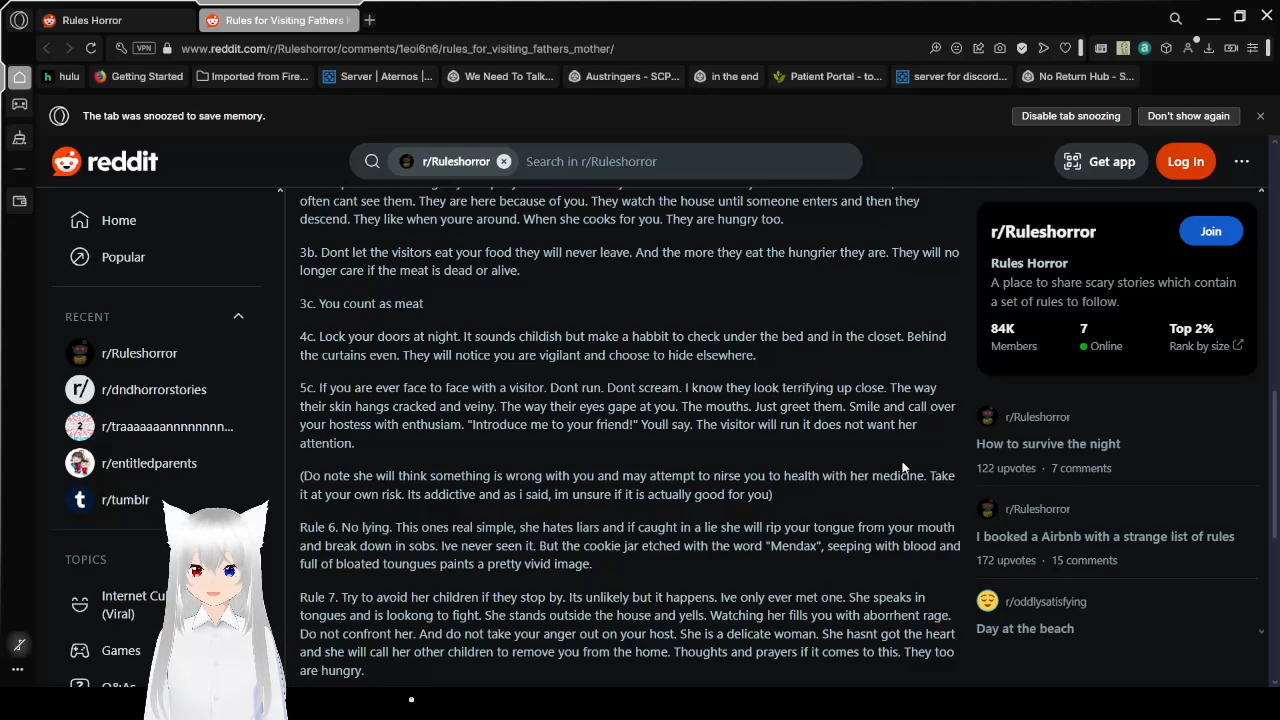 Rules Horror
Rules for Visiting Fathers
VPN
www.reddit.com/r/Ruleshorror/comments/1eoi6n6/rules_for_visiting_fathers_mother/
hulu
Getting Started
Imported from Fire...
Server | Aternos |...
We Need To Talk...
Austringers - SCP...
in the end
Patient Portal - to...
server for discord...
No Return Hub - S...
The tab was snoozed to save memory.
Disable tab snoozing
Don't show again
reddit
r/Ruleshorror
Search in r/Ruleshorror
Get app
Log In
Home
Popular
RECENT
r/Ruleshorror
r/dndhorrorstories
r/traaaaaaannnnnnnn...
r/entitledparents
r/tumblr
TOPICS
Internet Cu
(Viral)
Games
often cant see them. They are here because of you. They watch the house until someone enters and then they
descend. They like when youre around. When she cooks for you. They are hungry too.
3b. Dont let the visitors eat your food they will never leave. And the more they eat the hungrier they are. They will no
longer care if the meat is dead or alive.
3c. You count as meat
4c. Lock your doors at night. It sounds childish but make a habbit to check under the bed and in the closet. Behind
the curtains even. They will notice you are vigilant and choose to hide elsewhere.
5c. If you are ever face to face with a visitor. Dont run. Dont scream. I know they look terrifying up close. The way
their skin hangs cracked and veiny. The way their eyes gape at you. The mouths. Just greet them. Smile and call over
your hostess with enthusiam. "Introduce me to your friend!" Youll say. The visitor will run it does not want her
attention.
(Do note she will think something is wrong with you and may attempt to nirse you to health with her medicine. Take
it at your own risk. Its addictive and as i said, im unsure if it is actually good for you)
Rule 6. No lying. This ones real simple, she hates liars and if caught in a lie she will rip your tongue from your mouth
and break down in sobs. Ive never seen it. But the cookie jar etched with the word "Mendax", seeping with blood and
full of bloated toungues paints a pretty vivid image.
Rule 7. Try to avoid her children if they stop by. Its unlikely but it happens. Ive only ever met one. She speaks in
tongues and is lookong to fight. She stands outside the house and yells. Watching her fills you with aborrhent rage.
Do not confront her. And do not take your anger out on your host. She is a delicate woman. She hasnt got the heart
and she will call her other children to remove you from the home. Thoughts and prayers if it comes to this. They too
are hungry.
r/Ruleshorror
Join
Rules Horror
A place to share scary stories which contain
a set of rules to follow.
84K
7
Top 2%
Members
Online
Rank by size
r/Ruleshorror
How to survive the night
122 upvotes · 7 comments
r/Ruleshorror
I booked a Airbnb with a strange list of rules
172 upvotes · 15 comments
r/oddlysatisfying
Day at the beach